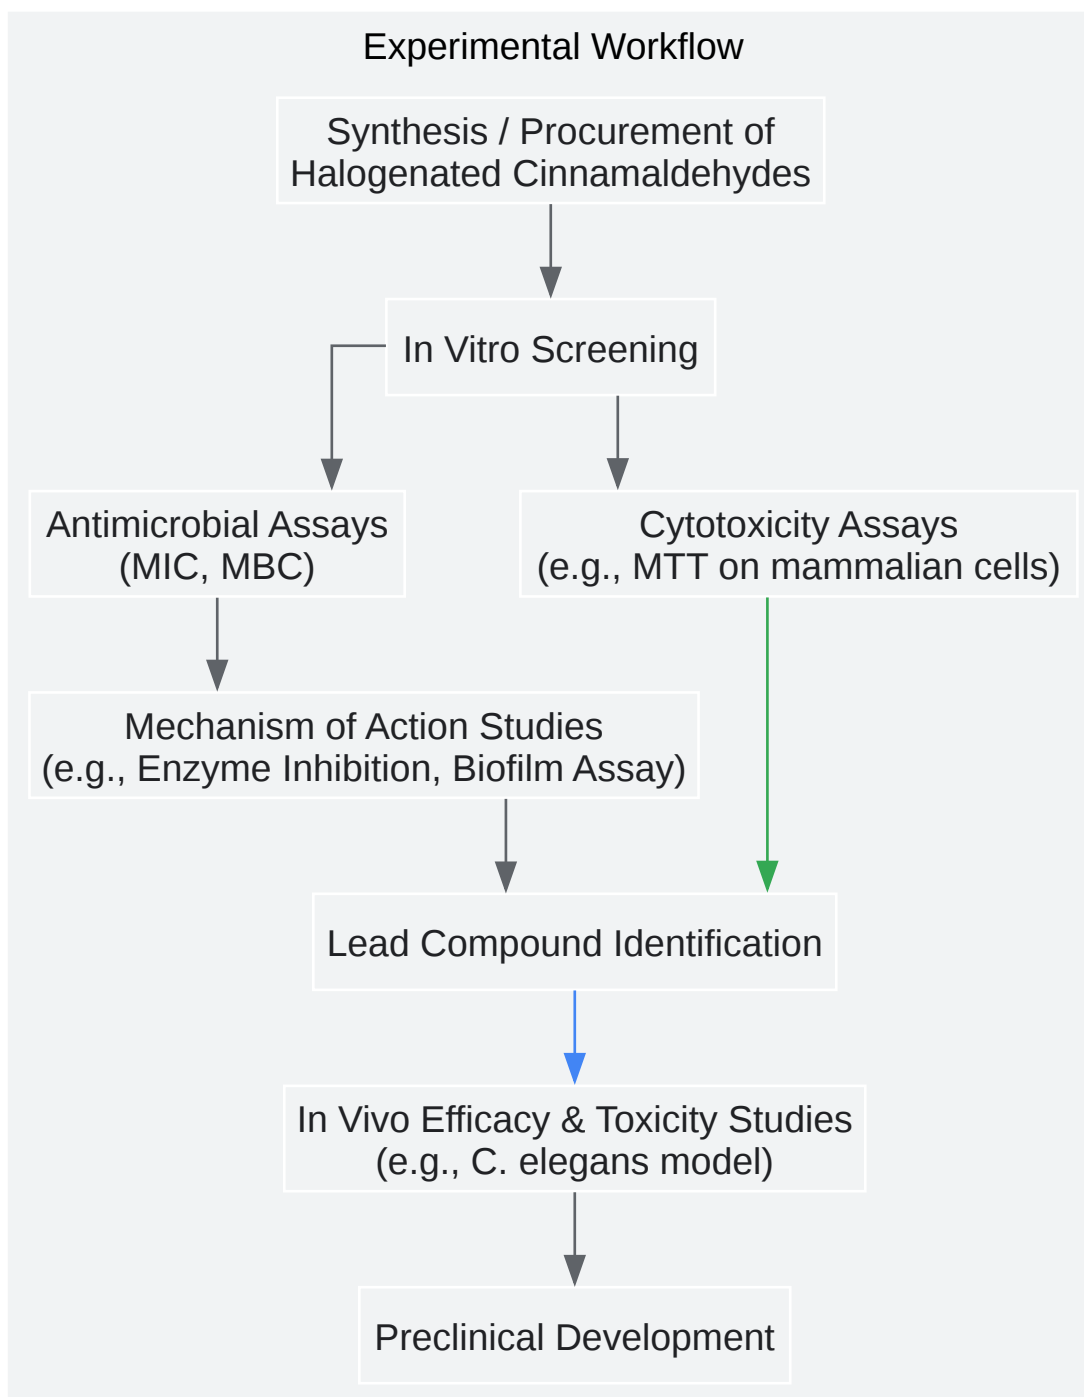 Experimental Workflow
Synthesis / Procurement of
Halogenated Cinnamaldehydes
In Vitro Screening
Antimicrobial Assays
(MIC, MBC)
Cytotoxicity Assays
(e.g., MTT on mammalian cells)
Mechanism of Action Studies
(e.g., Enzyme Inhibition, Biofilm Assay)
Lead Compound Identification
In Vivo Efficacy & Toxicity Studies
(e.g., C. elegans model)
Preclinical Development